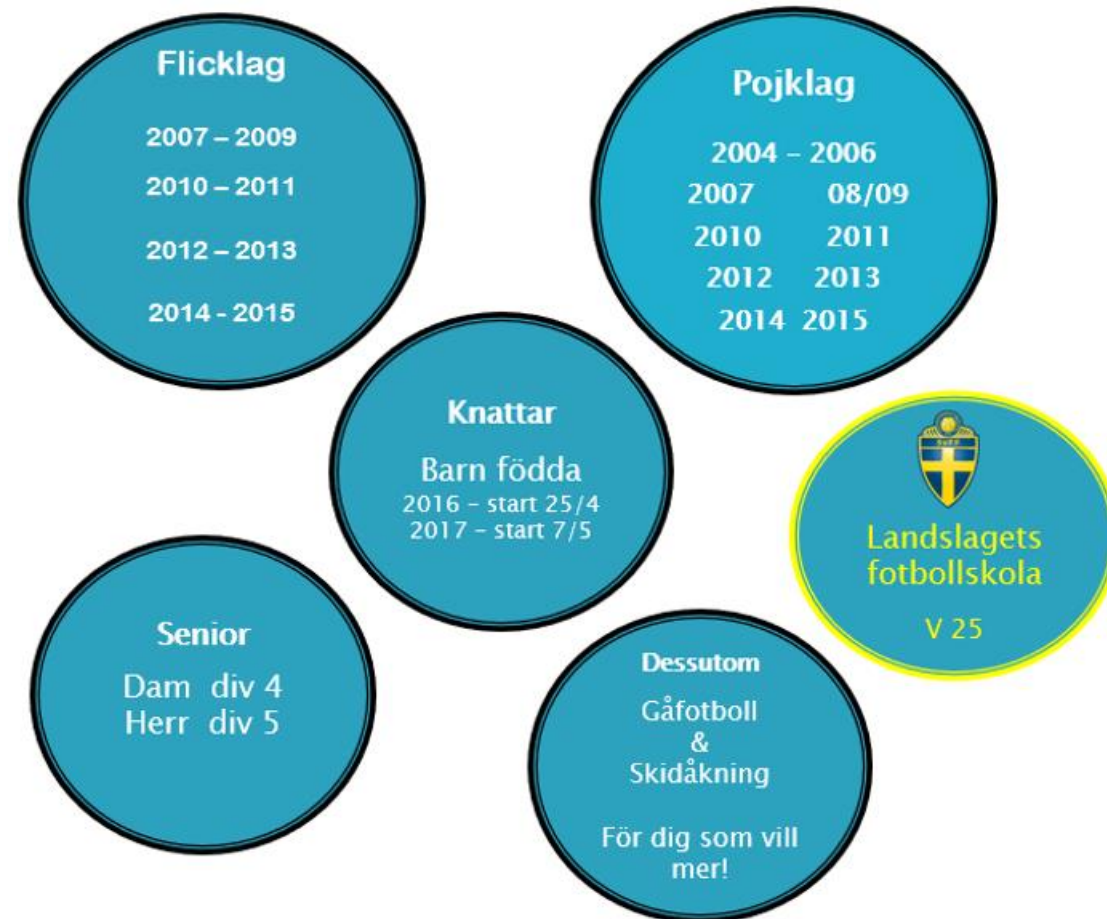 Flicklag
2007 – 2009
2010 – 2011
2012 – 2013
2014 - 2015
Pojklag
2004 – 2006
2007 08/09
2010 2011
2012 2013
2014 2015
Knattar
Barn födda
2016 – start 25/4
2017 – start 7/5
Landslagets
fotbollskola
V 25
Senior
Dam div 4
Herr div 5
Dessutom
Gåfotboll
&
Skidåkning
För dig som vill
mer!